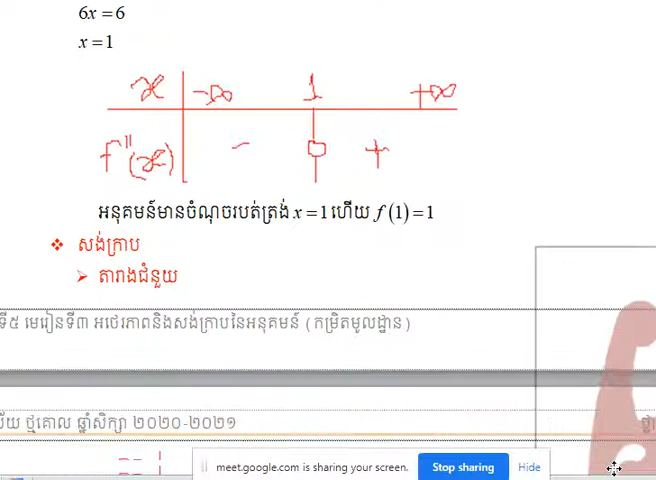 6x = 6
x = 1
x -∞ 1 +∞
f''(x) - 0 +
អនុគមន៍មានចំណុចរបត់ត្រង់ x = 1 ហើយ f (1) = 1
❖ សង់ក្រាប
➢ តារាងជំនួយ
ទី៥ មេរៀនទី៣ អថេរភាពនិងសង់ក្រាបនៃអនុគមន៍ ( កម្រិតមូលដ្ឋាន )
ថ្មគោល ឆ្នាំសិក្សា ២០២០-២០២១
meet.google.com is sharing your screen. Stop sharing Hide